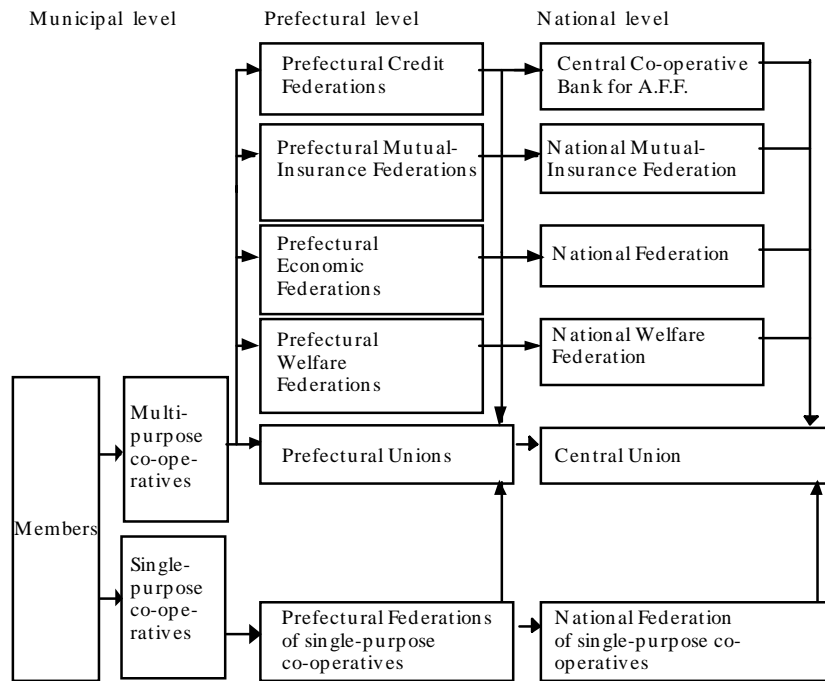 Municipal level
Prefectural level
National level
Prefectural Credit
Federations
Central Co-operative
Bank for A.F.F.
Prefectural Mutual-
Insurance Federations
National Mutual-
Insurance Federation
Prefectural
Economic
Federations
National Federation
Prefectural
Welfare
Federations
National Welfare
Federation
Members
Multi-
purpose
co-ope-
ratives
Prefectural Unions
Central Union
Single-
purpose
co-ope-
ratives
Prefectural Federations
of single-purpose
co-operatives
National Federation
of single-purpose co-
operatives